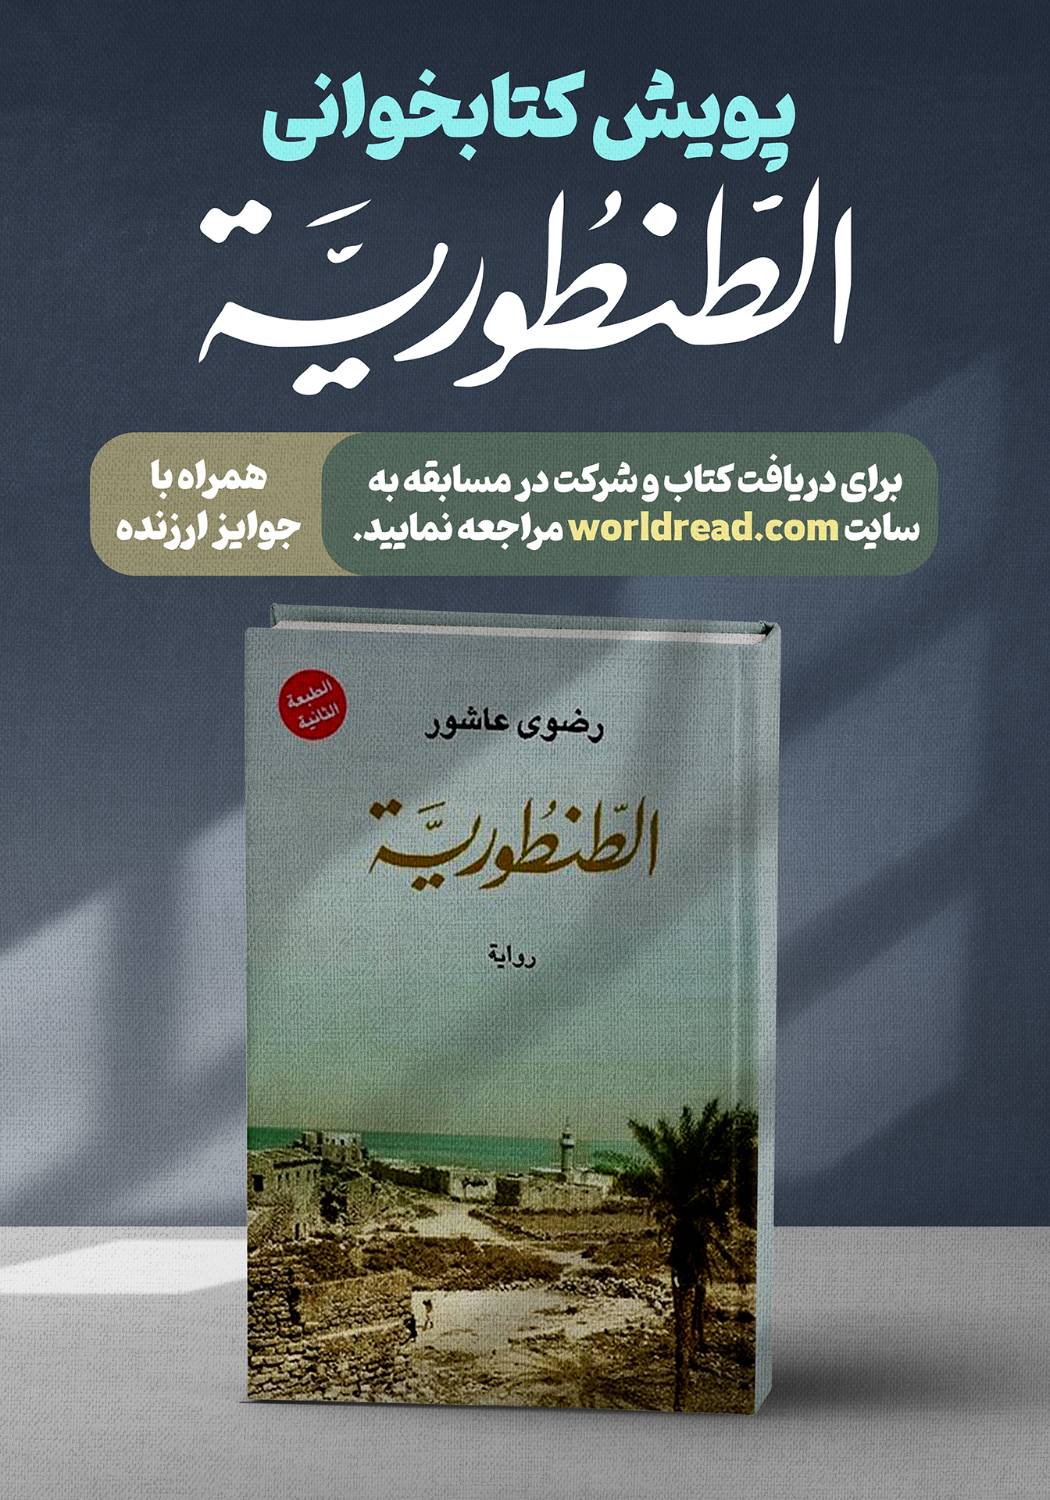 پویش کتابخوانی
الطّنطُوريَّة
برای دریافت کتاب و شرکت در مسابقه به
سایت worldread.com مراجعه نمایید.
همراه با
جوایز ارزنده
الطبعة
الثانية
رضوى عاشور
الطّنطُوريَّة
رواية